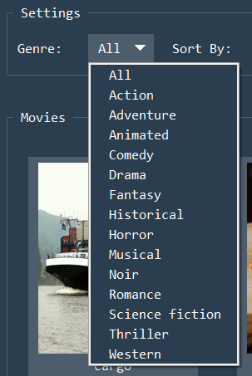 Settings
Genre: All Sort By:
All
Action
Adventure
Animated
Movies
Comedy
Drama
Fantasy
Historical
Horror
Musical
Noir
Romance
Science fiction
Thriller
Western
Cargo